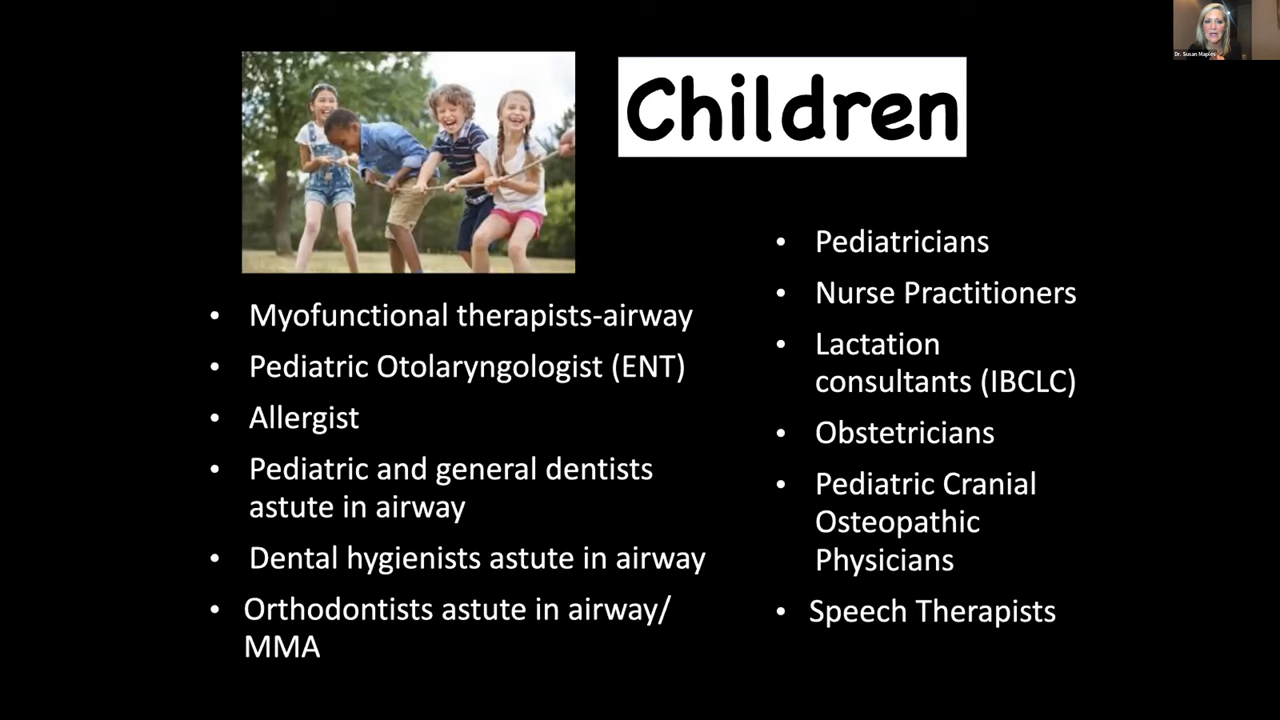 Dr. Susan Maples
Children
• Myofunctional therapists-airway
• Pediatric Otolaryngologist (ENT)
• Allergist
• Pediatric and general dentists
astute in airway
• Dental hygienists astute in airway
• Orthodontists astute in airway/
MMA
• Pediatricians
• Nurse Practitioners
• Lactation
consultants (IBCLC)
• Obstetricians
• Pediatric Cranial
Osteopathic
Physicians
• Speech Therapists